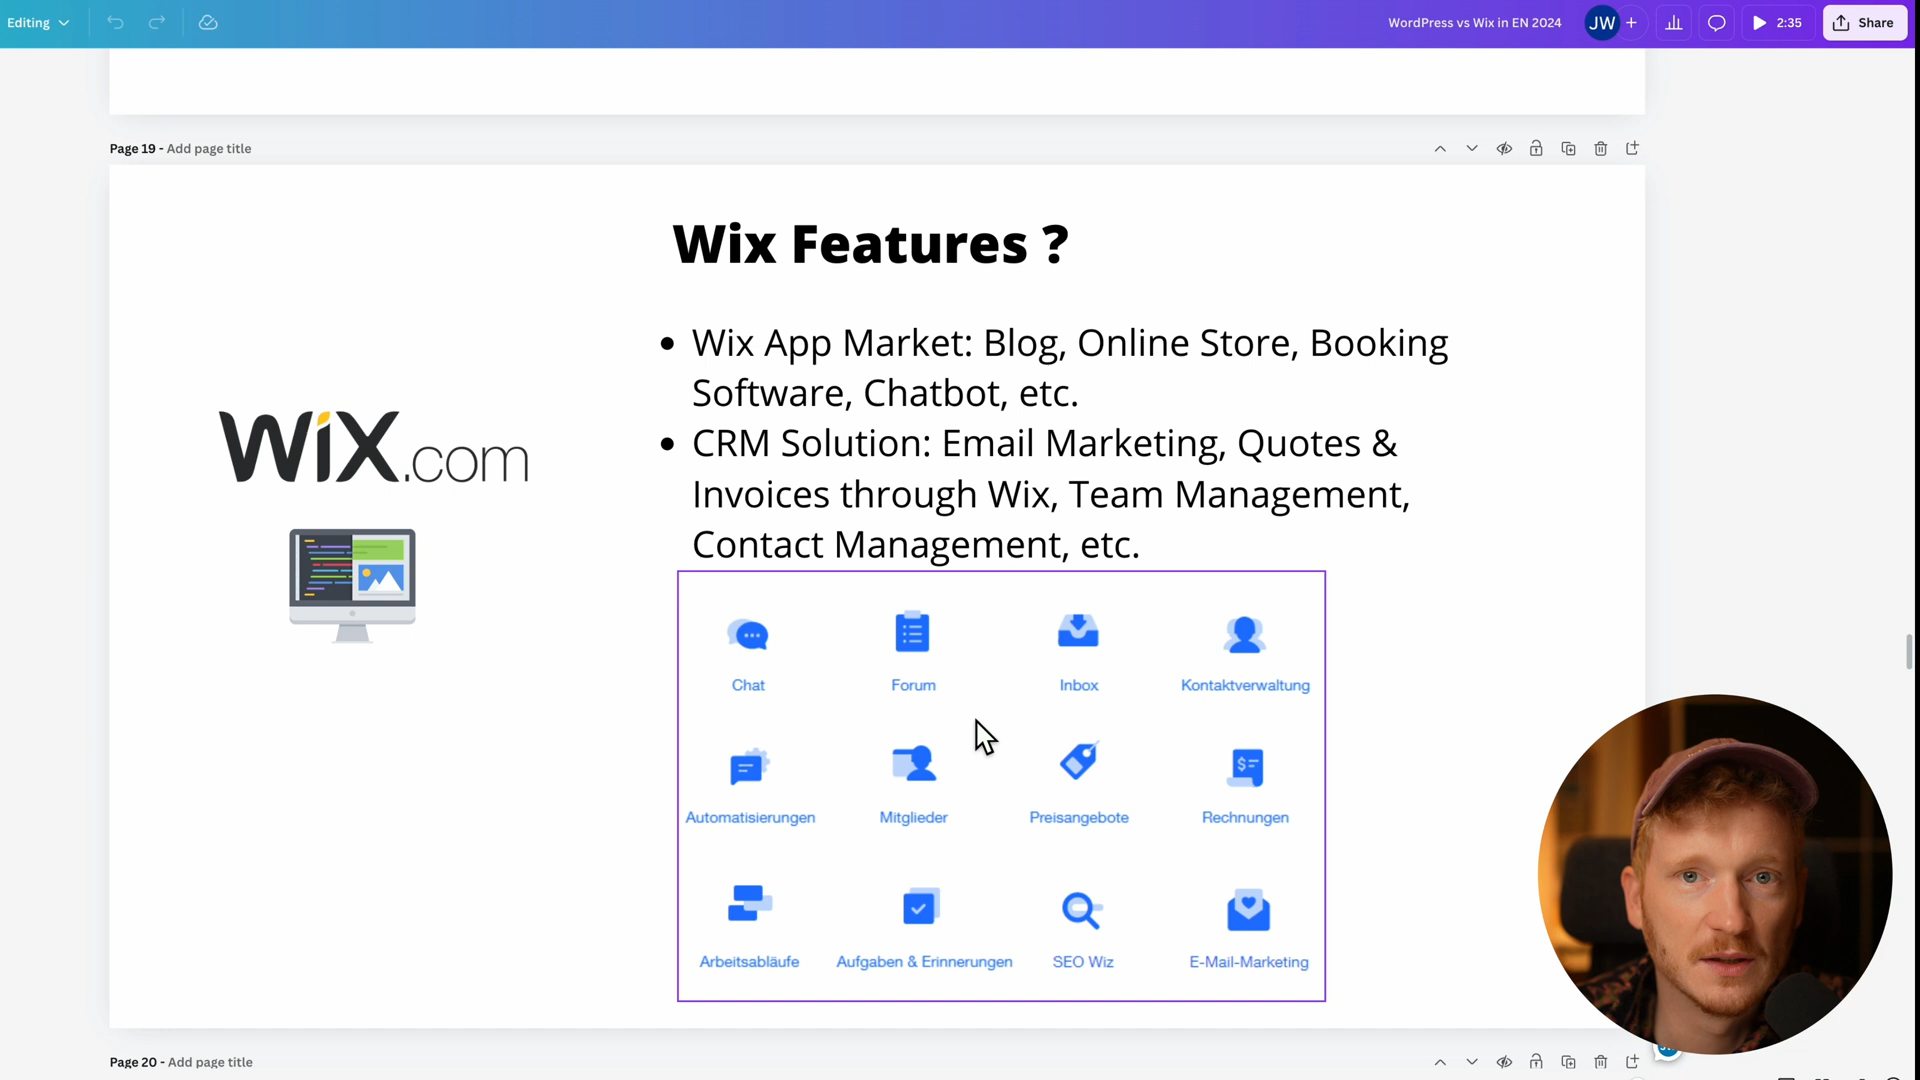 Editing
WordPress vs Wix in EN 2024
JW
2:35
Share
Page 19 - Add page title
Wix Features ?
• Wix App Market: Blog, Online Store, Booking
Software, Chatbot, etc.
• CRM Solution: Email Marketing, Quotes &
Invoices through Wix, Team Management,
Contact Management, etc.
WiX.com
Chat
Forum
Inbox
Kontaktverwaltung
Automatisierungen
Mitglieder
Preisangebote
Rechnungen
Arbeitsabläufe
Aufgaben & Erinnerungen
SEO Wiz
E-Mail-Marketing
Page 20 - Add page title